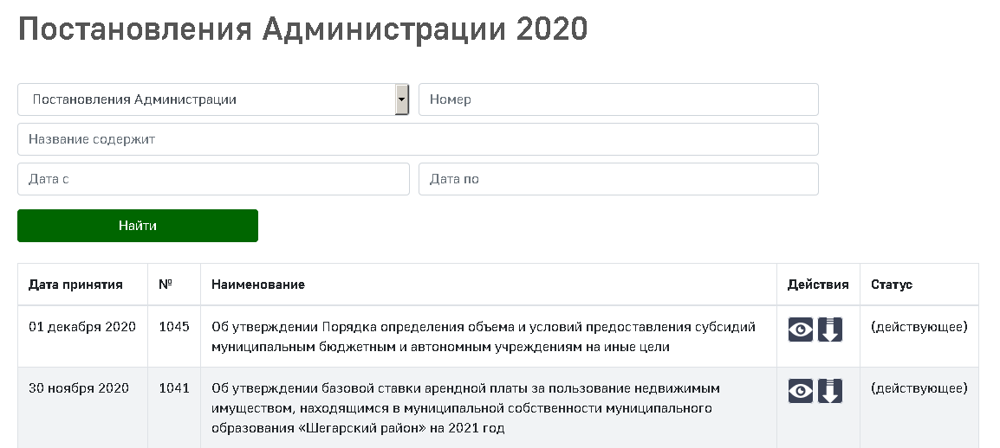 Постановления Администрации 2020
Постановления Администрации
Номер
Название содержит
Дата с
Дата по
Найти
Дата принятия № Наименование Действия Статус
01 декабря 2020 1045 Об утверждении Порядка определения объема и условий предоставления субсидий (действующее)
муниципальным бюджетным и автономным учреждениям на иные цели
30 ноября 2020 1041 Об утверждении базовой ставки арендной платы за пользование недвижимым (действующее)
имуществом, находящимся в муниципальной собственности муниципального
образования «Шегарский район» на 2021 год